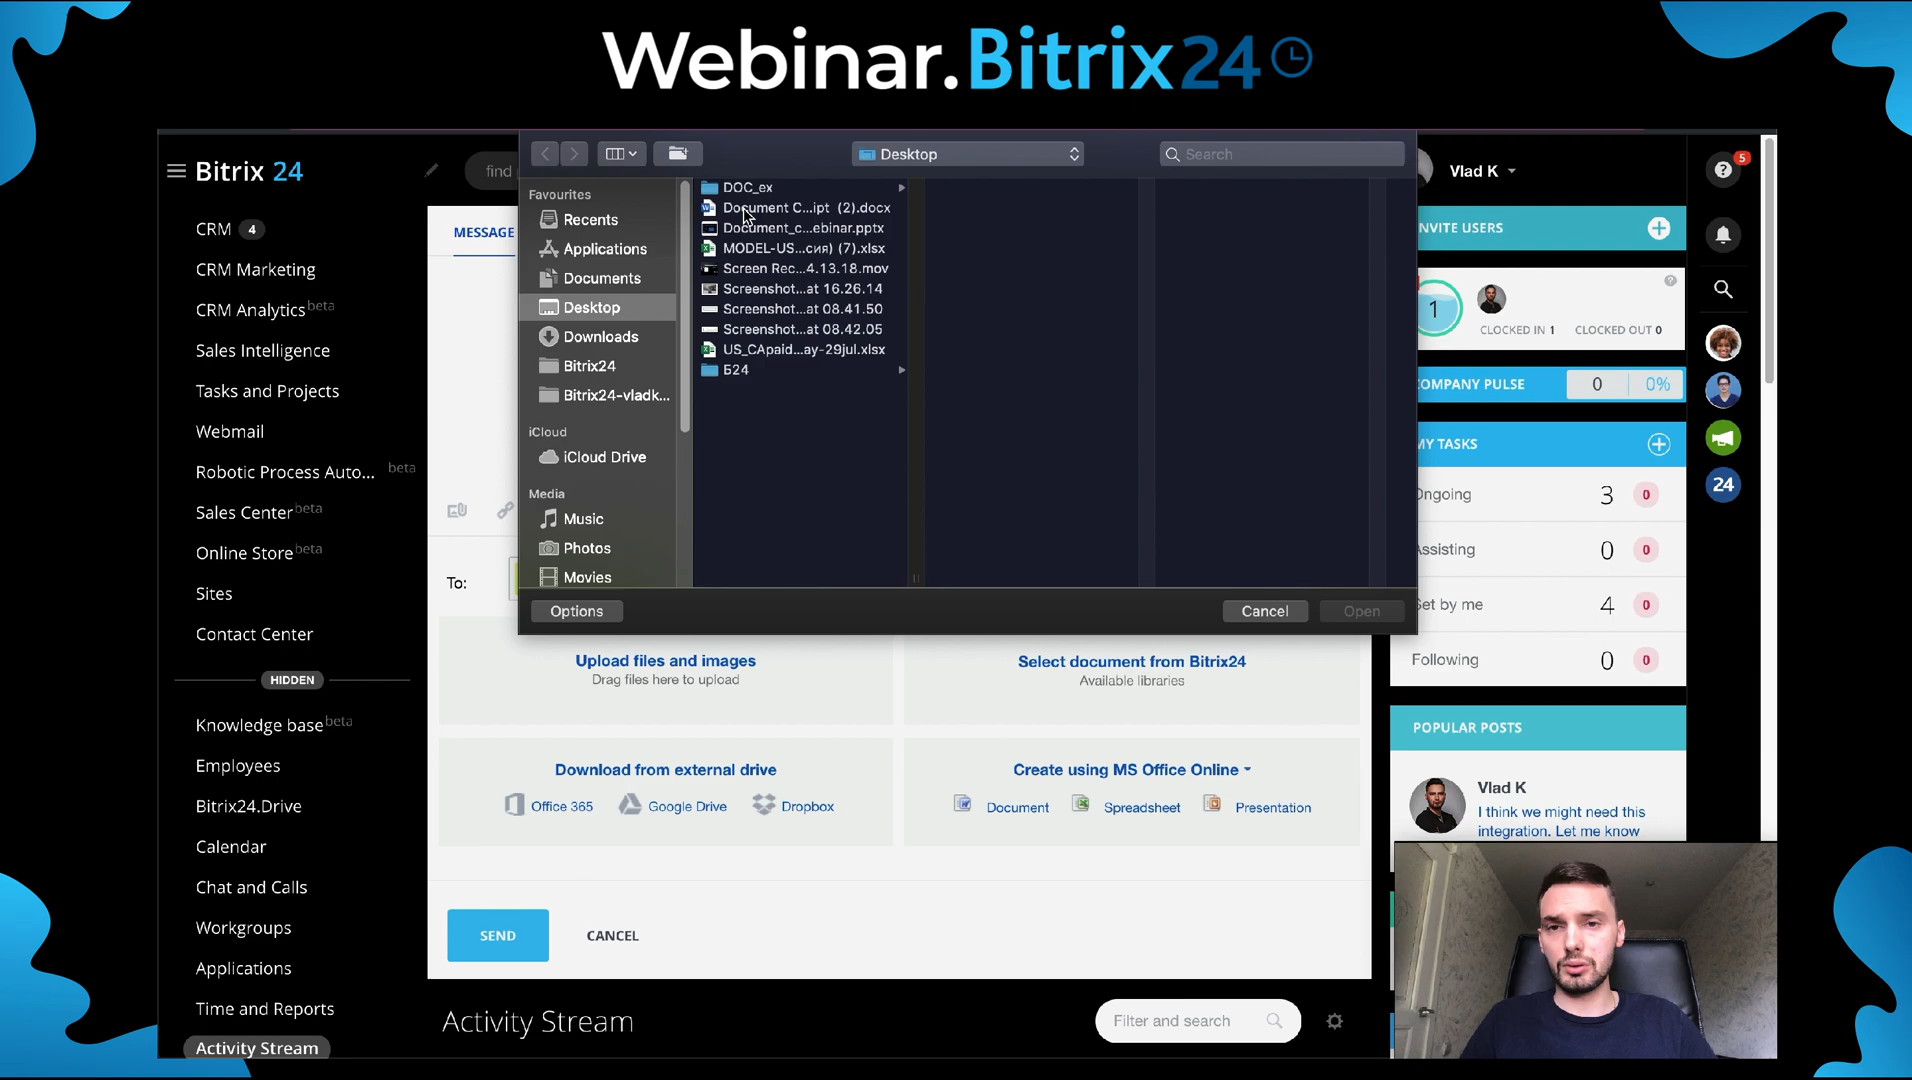 Webinar.Bitrix24
Bitrix 24
find
Desktop
Search
Vlad K
5
Favourites
Recents
Applications
Documents
Desktop
Downloads
Bitrix24
Bitrix24-vladk...
iCloud
iCloud Drive
Media
Music
Photos
Movies
DOC_ex
Document C...ipt (2).docx
Document_c...ebinar.pptx
MODEL-US...сия) (7).xlsx
Screen Rec...4.13.18.mov
Screenshot...at 16.26.14
Screenshot...at 08.41.50
Screenshot...at 08.42.05
US_CApaid...ay-29jul.xlsx
Б24
Options
Cancel
Open
CRM 4
CRM Marketing
CRM Analytics beta
Sales Intelligence
Tasks and Projects
Webmail
Robotic Process Auto... beta
Sales Center beta
Online Store beta
Sites
Contact Center
HIDDEN
Knowledge base beta
Employees
Bitrix24.Drive
Calendar
Chat and Calls
Workgroups
Applications
Time and Reports
Activity Stream
MESSAGE
To:
Upload files and images
Drag files here to upload
Select document from Bitrix24
Available libraries
Download from external drive
Office 365
Google Drive
Dropbox
Create using MS Office Online
Document
Spreadsheet
Presentation
SEND
CANCEL
Activity Stream
Filter and search
NVITE USERS
1
CLOCKED IN 1
CLOCKED OUT 0
COMPANY PULSE
0
0%
MY TASKS
Ongoing 3 0
Assisting 0 0
Set by me 4 0
Following 0 0
POPULAR POSTS
Vlad K
I think we might need this
integration. Let me know
24